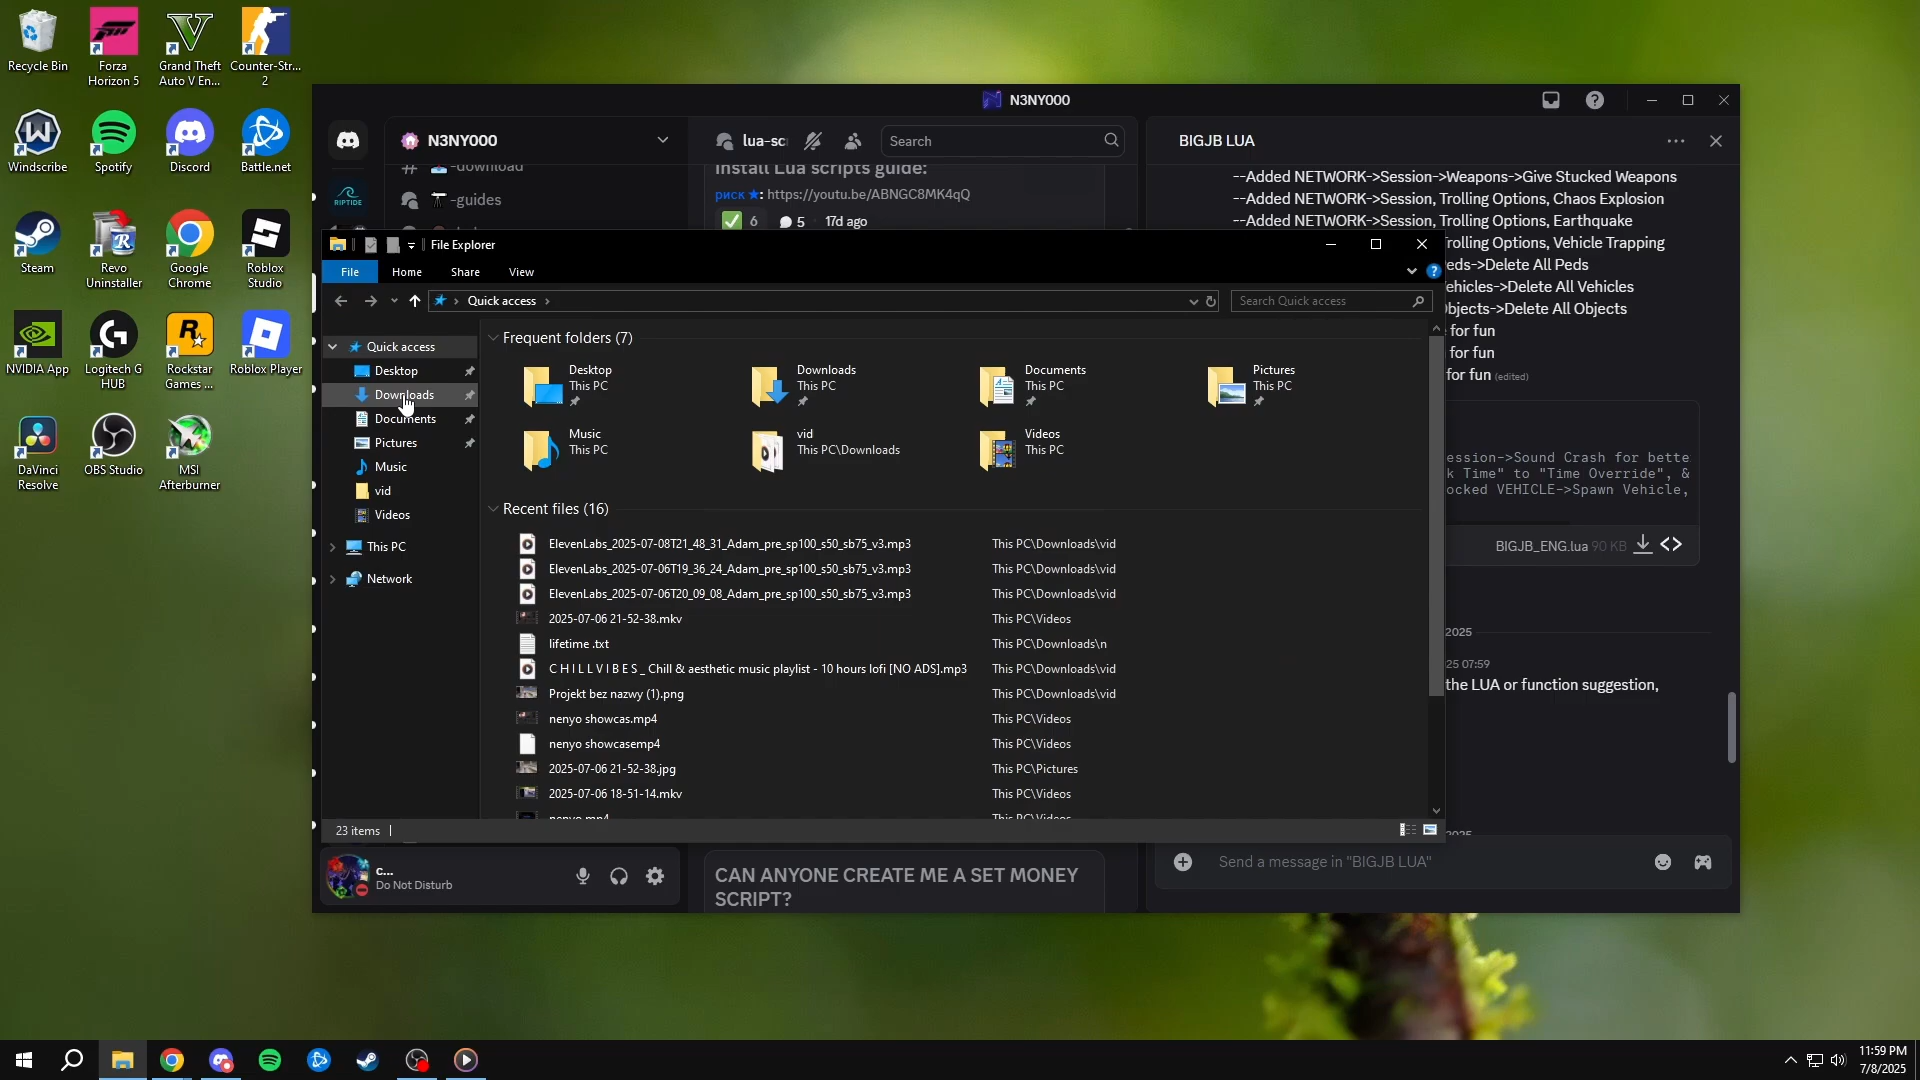 Recycle Bin
Forza Horizon 5
Grand Theft Auto V En...
Counter-Str... 2
Windscribe
Spotify
Discord
Battle.net
Steam
Revo Uninstaller
Google Chrome
Roblox Studio
NVIDIA App
Logitech G HUB
Rockstar Games ...
Roblox Player
DaVinci Resolve
OBS Studio
MSI Afterburner
N3NY000
N3NY000
RIPTIDE
-download
-guides
lua-sc
Search
Install Lua scripts guide:
риск : https://youtu.be/ABNGC8MK4qQ
6
5
17d ago
BIGJB LUA
--Added NETWORK->Session->Weapons->Give Stucked Weapons
--Added NETWORK->Session, Trolling Options, Chaos Explosion
--Added NETWORK->Session, Trolling Options, Earthquake
Trolling Options, Vehicle Trapping
eds->Delete All Peds
ehicles->Delete All Vehicles
bjects->Delete All Objects
for fun
for fun
for fun (edited)
ession->Sound Crash for bette
k Time" to "Time Override", &
ocked VEHICLE->Spawn Vehicle,
BIGJB_ENG.lua 90 KB
2025
25 07:59
the LUA or function suggestion,
2025
Send a message in "BIGJB LUA"
File Explorer
File
Home
Share
View
Quick access
Search Quick access
Quick access
Desktop
Downloads
Documents
Pictures
Music
vid
Videos
This PC
Network
Frequent folders (7)
Desktop
This PC
Downloads
This PC
Documents
This PC
Pictures
This PC
Music
This PC
vid
This PC\Downloads
Videos
This PC
Recent files (16)
ElevenLabs_2025-07-08T21_48_31_Adam_pre_sp100_s50_sb75_v3.mp3 This PC\Downloads\vid
ElevenLabs_2025-07-06T19_36_24_Adam_pre_sp100_s50_sb75_v3.mp3 This PC\Downloads\vid
ElevenLabs_2025-07-06T20_09_08_Adam_pre_sp100_s50_sb75_v3.mp3 This PC\Downloads\vid
2025-07-06 21-52-38.mkv This PC\Videos
lifetime .txt This PC\Downloads\n
C H I L L V I B E S _ Chill & aesthetic music playlist - 10 hours lofi [NO ADS].mp3 This PC\Downloads\vid
Projekt bez nazwy (1).png This PC\Downloads\vid
nenyo showcas.mp4 This PC\Videos
nenyo showcasemp4 This PC\Videos
2025-07-06 21-52-38.jpg This PC\Pictures
2025-07-06 18-51-14.mkv This PC\Videos
nenyo mp4 This PC\Videos
23 items
c...
Do Not Disturb
CAN ANYONE CREATE ME A SET MONEY
SCRIPT?
11:59 PM
7/8/2025